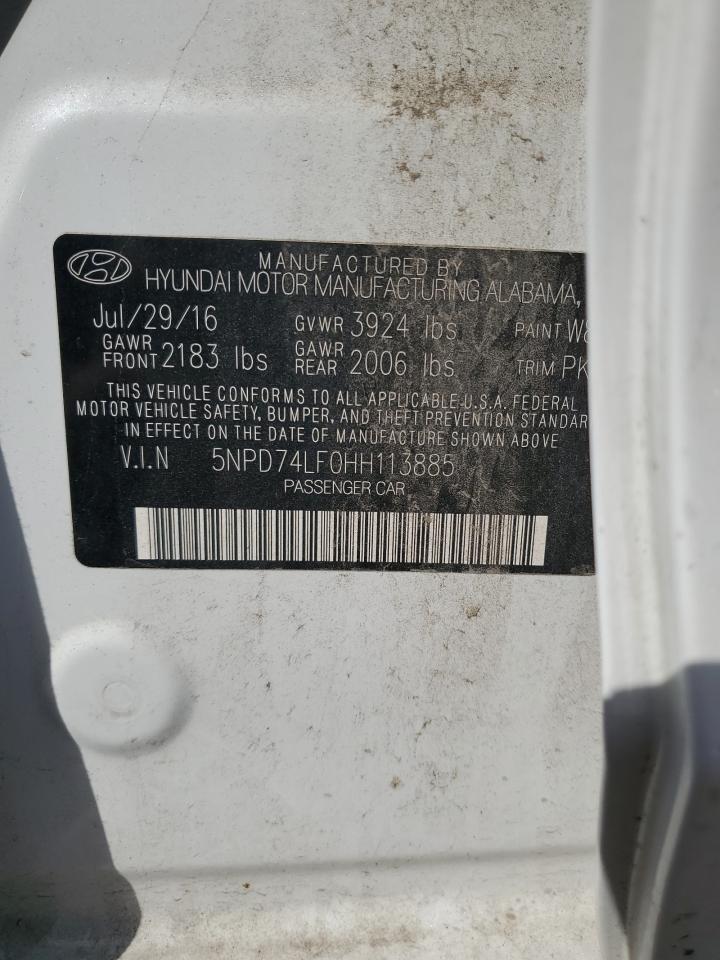 MANUFACTURED BY
HYUNDAI MOTOR MANUFACTURING ALABAMA,
Jul/29/16 GVWR 3924 lbs PAINT
GAWR FRONT 2183 lbs GAWR REAR 2006 lbs TRIM PK
THIS VEHICLE CONFORMS TO ALL APPLICABLE U.S.A. FEDERAL
MOTOR VEHICLE SAFETY, BUMPER, AND THEFT PREVENTION STANDAR
IN EFFECT ON THE DATE OF MANUFACTURE SHOWN ABOVE
V.I.N 5NPD74LF0HH113885
PASSENGER CAR